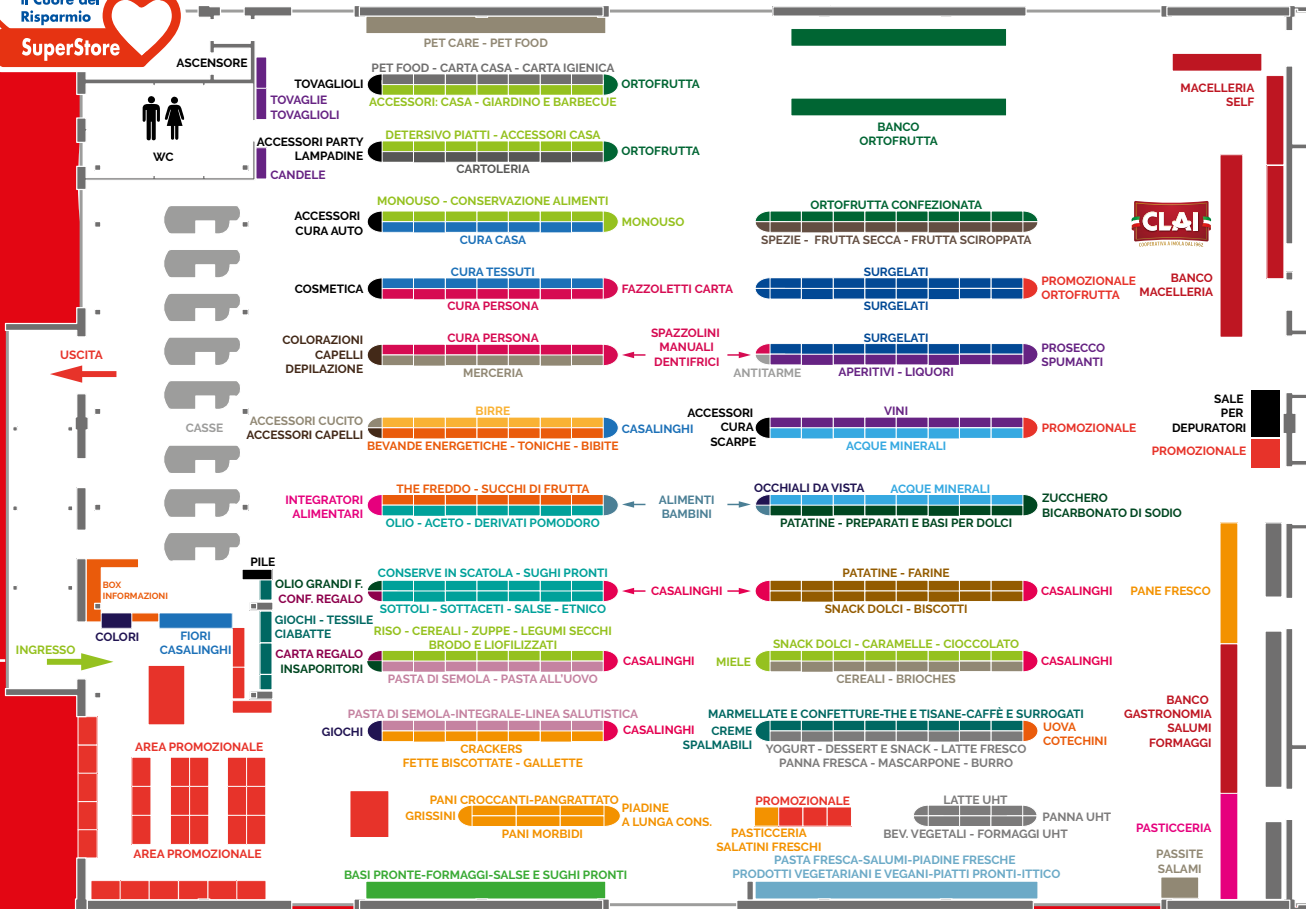 Il Cuore del
Risparmio
SuperStore
PET CARE - PET FOOD
ASCENSORE
PET FOOD - CARTA CASA - CARTA IGIENICA
TOVAGLIOLI
ORTOFRUTTA
ACCESSORI: CASA - GIARDINO E BARBECUE
TOVAGLIE
TOVAGLIOLI
MACELLERIA
SELF
BANCO
ORTOFRUTTA
WC
ACCESSORI PARTY
LAMPADINE
DETERSIVO PIATTI - ACCESSORI CASA
ORTOFRUTTA
CARTOLERIA
CANDELE
MONOUSO - CONSERVAZIONE ALIMENTI
ACCESSORI
CURA AUTO
MONOUSO
CURA CASA
ORTOFRUTTA CONFEZIONATA
SPEZIE - FRUTTA SECCA - FRUTTA SCIROPPATA
CLAI
COSMETICA
CURA TESSUTI
FAZZOLETTI CARTA
CURA PERSONA
SURGELATI
PROMOZIONALE
ORTOFRUTTA
SURGELATI
BANCO
MACELLERIA
COLORAZIONI
CAPELLI
DEPILAZIONE
CURA PERSONA
MERCERIA
SPAZZOLINI
MANUALI
DENTIFRICI
SURGELATI
ANTITARME
APERITIVI - LIQUORI
PROSECCO
SPUMANTI
USCITA
CASSE
ACCESSORI CUCITO
ACCESSORI CAPELLI
BIRRE
CASALINGHI
BEVANDE ENERGETICHE - TONICHE - BIBITE
ACCESSORI
CURA
SCARPE
VINI
PROMOZIONALE
ACQUE MINERALI
SALE
PER
DEPURATORI
PROMOZIONALE
INTEGRATORI
ALIMENTARI
THE FREDDO - SUCCHI DI FRUTTA
OLIO - ACETO - DERIVATI POMODORO
ALIMENTI
BAMBINI
OCCHIALI DA VISTA
ACQUE MINERALI
PATATINE - PREPARATI E BASI PER DOLCI
ZUCCHERO
BICARBONATO DI SODIO
PILE
BOX
INFORMAZIONI
OLIO GRANDI F.
CONF. REGALO
CONSERVE IN SCATOLA - SUGHI PRONTI
SOTTOLI - SOTTACETI - SALSE - ETNICO
CASALINGHI
PATATINE - FARINE
SNACK DOLCI - BISCOTTI
CASALINGHI
PANE FRESCO
COLORI
FIORI
CASALINGHI
GIOCHI - TESSILE
CIABATTE
INGRESSO
CARTA REGALO
INSAPORITORI
RISO - CEREALI - ZUPPE - LEGUMI SECCHI
BRODO E LIOFILIZZATI
CASALINGHI
PASTA DI SEMOLA - PASTA ALL'UOVO
MIELE
SNACK DOLCI - CARAMELLE - CIOCCOLATO
CEREALI - BRIOCHES
CASALINGHI
BANCO
GASTRONOMIA
SALUMI
FORMAGGI
PASTA DI SEMOLA-INTEGRALE-LINEA SALUTISTICA
GIOCHI
CASALINGHI
CRACKERS
FETTE BISCOTTATE - GALLETTE
MARMELLATE E CONFETTURE-THE E TISANE-CAFFÈ E SURROGATI
CREME
SPALMABILI
YOGURT - DESSERT E SNACK - LATTE FRESCO
PANNA FRESCA - MASCARPONE - BURRO
UOVA
COTECHINI
AREA PROMOZIONALE
AREA PROMOZIONALE
PANI CROCCANTI-PANGRATTATO
GRISSINI
PANI MORBIDI
PIADINE
A LUNGA CONS.
PROMOZIONALE
PASTICCERIA
SALATINI FRESCHI
LATTE UHT
PANNA UHT
BEV. VEGETALI - FORMAGGI UHT
PASTICCERIA
PASSITE
SALAMI
BASI PRONTE-FORMAGGI-SALSE E SUGHI PRONTI
PASTA FRESCA-SALUMI-PIADINE FRESCHE
PRODOTTI VEGETARIANI E VEGANI-PIATTI PRONTI-ITTICO